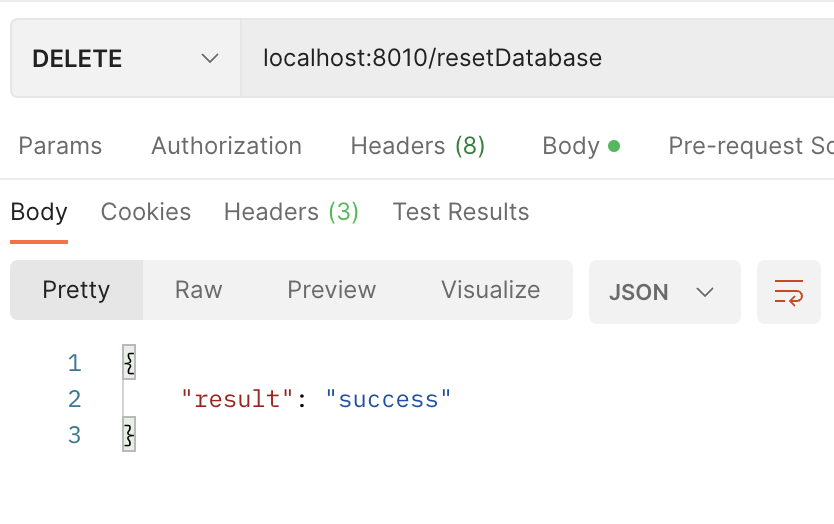 DELETE localhost:8010/resetDatabase
Params Authorization Headers (8) Body Pre-request Sc
Body Cookies Headers (3) Test Results
Pretty Raw Preview Visualize JSON
1 {
2 "result": "success"
3 }